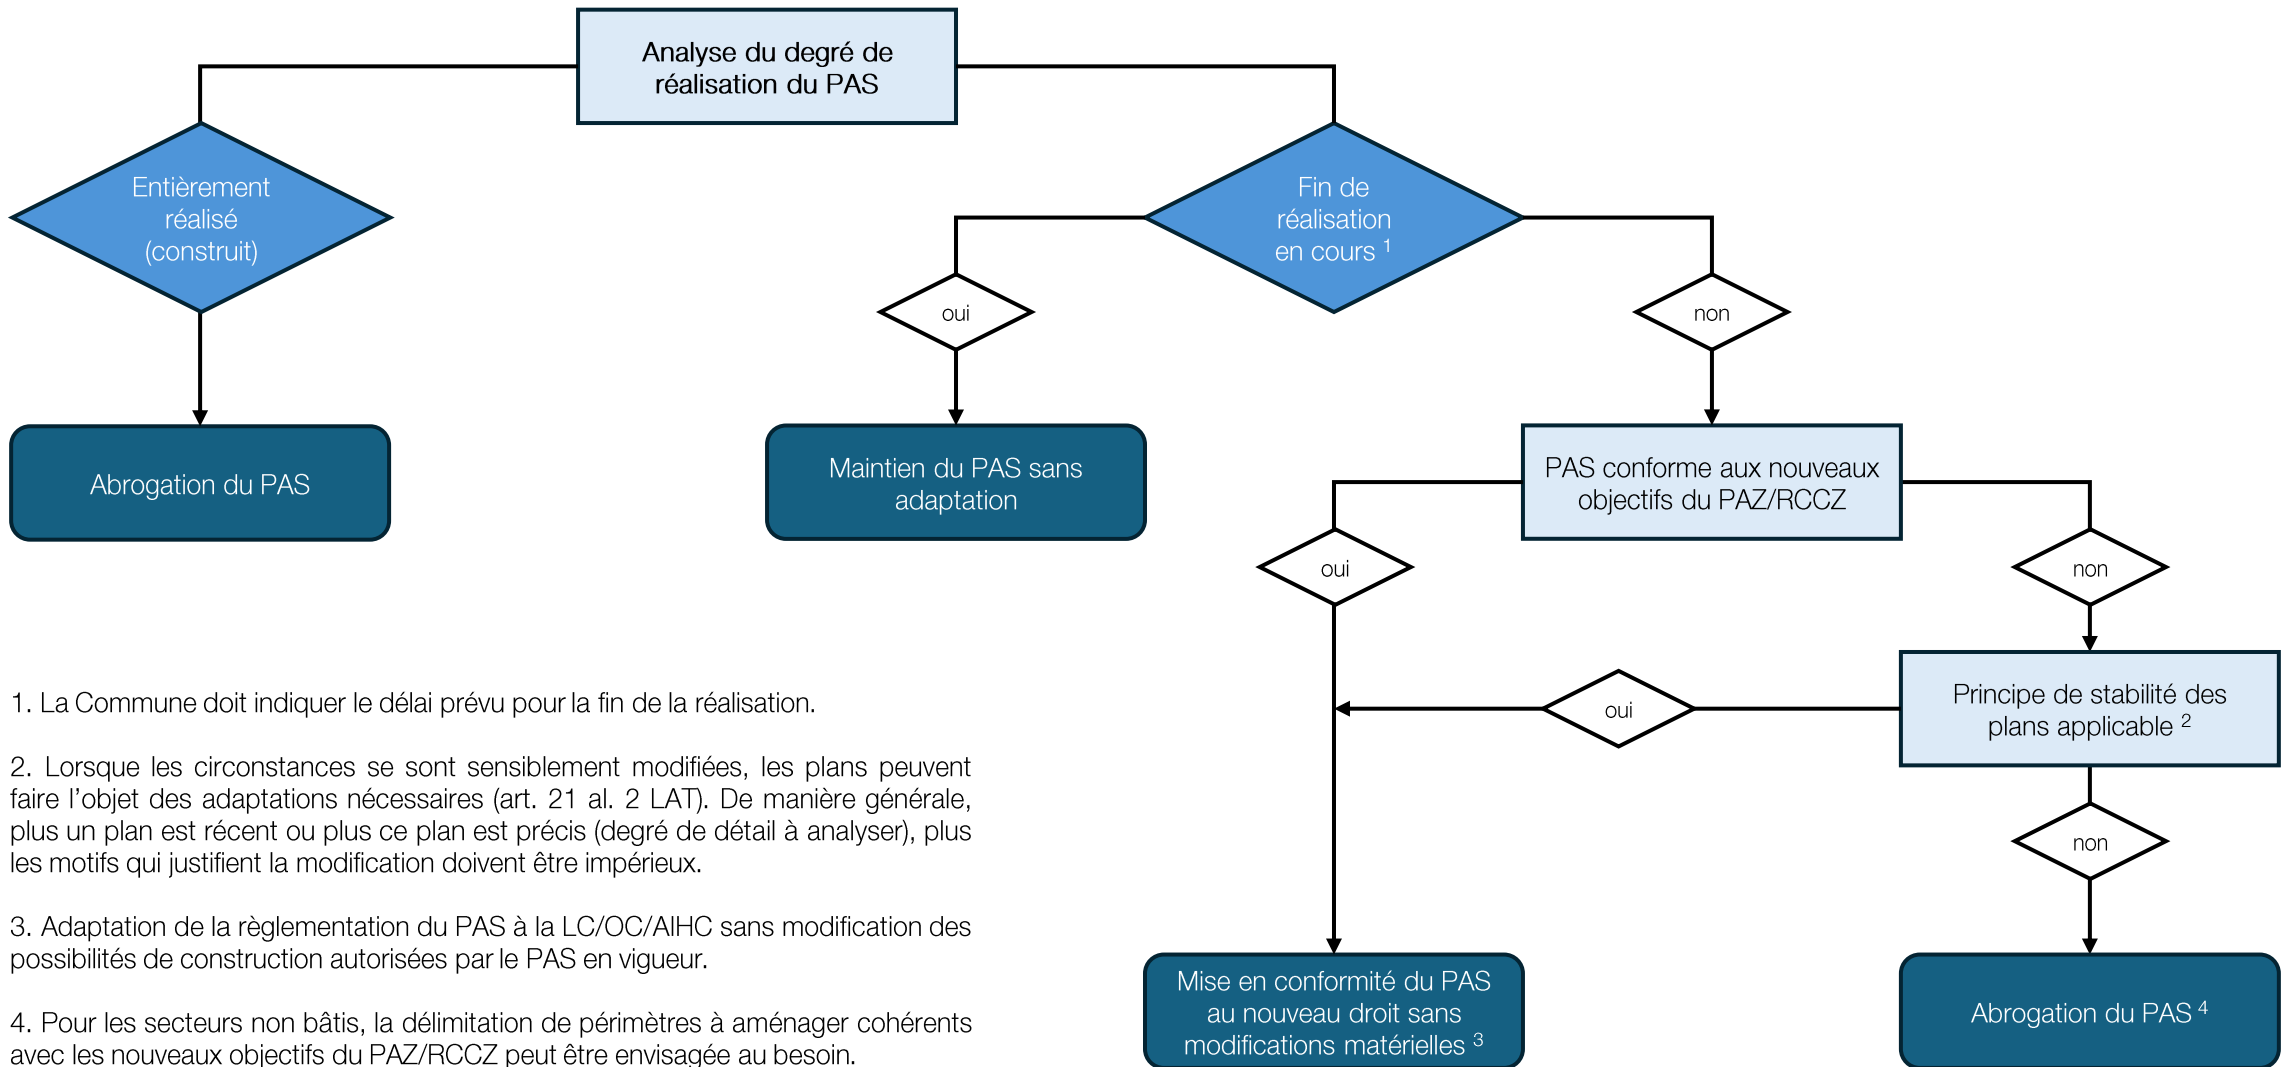 Analyse du degré de
réalisation du PAS
Entièrement
réalisé
(construit)
Fin de
réalisation
en cours ¹
oui
non
Abrogation du PAS
Maintien du PAS sans
adaptation
PAS conforme aux nouveaux
objectifs du PAZ/RCCZ
oui
non
Principe de stabilité des
plans applicable ²
oui
non
Mise en conformité du PAS
au nouveau droit sans
modifications matérielles ³
Abrogation du PAS ⁴
1. La Commune doit indiquer le délai prévu pour la fin de la réalisation.
2. Lorsque les circonstances se sont sensiblement modifiées, les plans peuvent
faire l'objet des adaptations nécessaires (art. 21 al. 2 LAT). De manière générale,
plus un plan est récent ou plus ce plan est précis (degré de détail à analyser), plus
les motifs qui justifient la modification doivent être impérieux.
3. Adaptation de la règlementation du PAS à la LC/OC/AIHC sans modification des
possibilités de construction autorisées par le PAS en vigueur.
4. Pour les secteurs non bâtis, la délimitation de périmètres à aménager cohérents
avec les nouveaux objectifs du PAZ/RCCZ peut être envisagée au besoin.